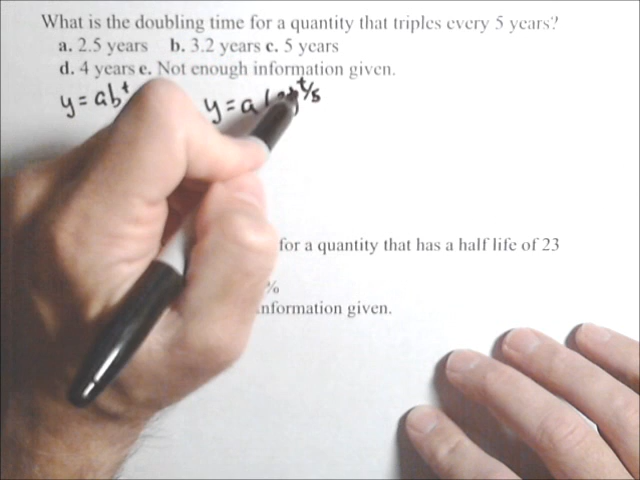 What is the doubling time for a quantity that triples every 5 years?
a. 2.5 years b. 3.2 years c. 5 years
d. 4 years e. Not enough information given.
y = ab^t y = a t/5
for a quantity that has a half life of 23
%
information given.